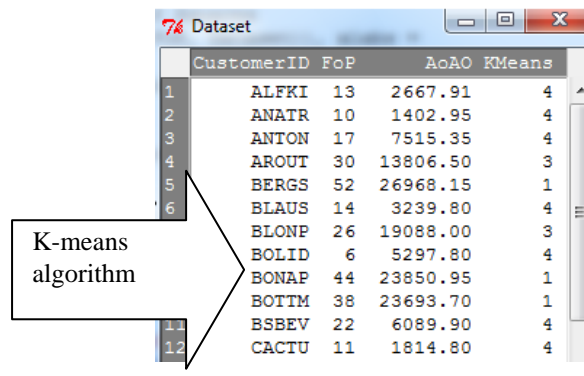 Dataset
CustomerID FoP AoAO KMeans
1 ALFKI 13 2667.91 4
2 ANATR 10 1402.95 4
3 ANTON 17 7515.35 4
4 AROUT 30 13806.50 3
5 BERGS 52 26968.15 1
6 BLAUS 14 3239.80 4
BLONP 26 19088.00 3
BOLID 6 5297.80 4
BONAP 44 23850.95 1
BOTTM 38 23693.70 1
11 BSBEV 22 6089.90 4
12 CACTU 11 1814.80 4
K-means
algorithm